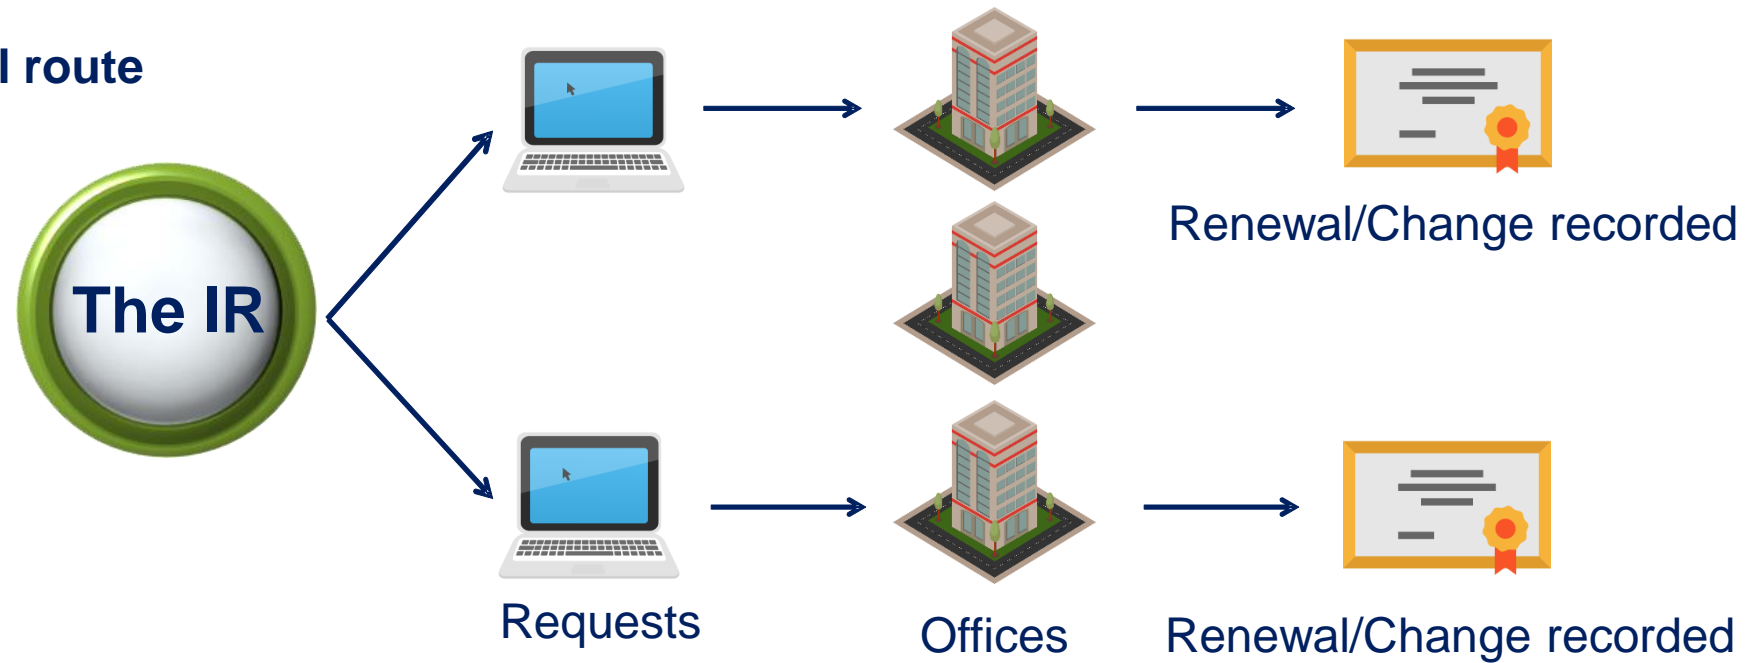 l route
The IR
Renewal/Change recorded
Requests
Offices
Renewal/Change recorded